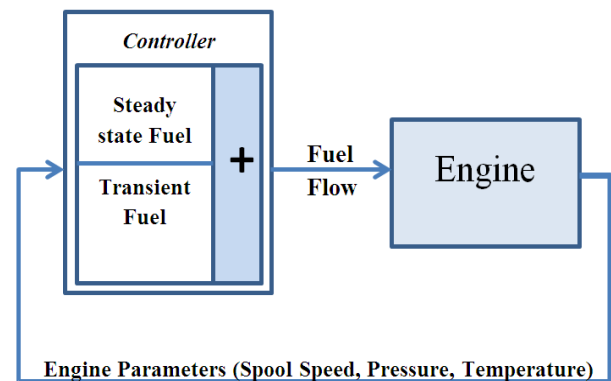 Controller
Steady
state Fuel
Transient
Fuel
+
Fuel
Flow
Engine
Engine Parameters (Spool Speed, Pressure, Temperature)